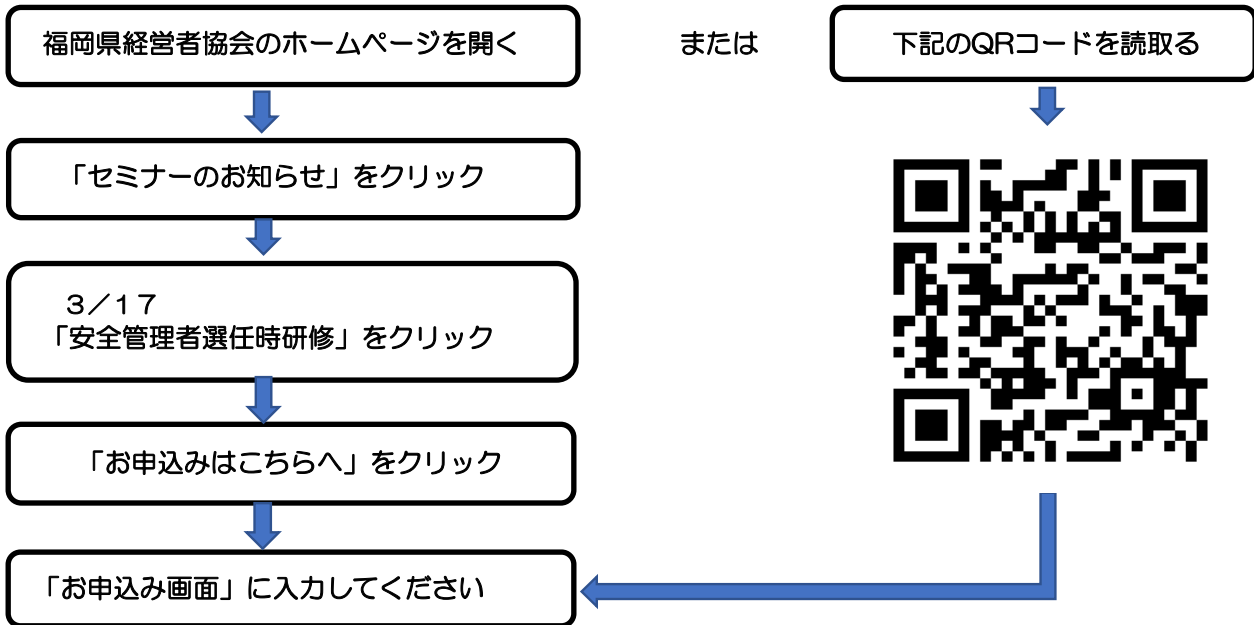 福岡県経営者協会のホームページを開く
または
下記のQRコードを読取る
「セミナーのお知らせ」をクリック
３／１７
「安全管理者選任時研修」をクリック
「お申込みはこちらへ」をクリック
「お申込み画面」に入力してください